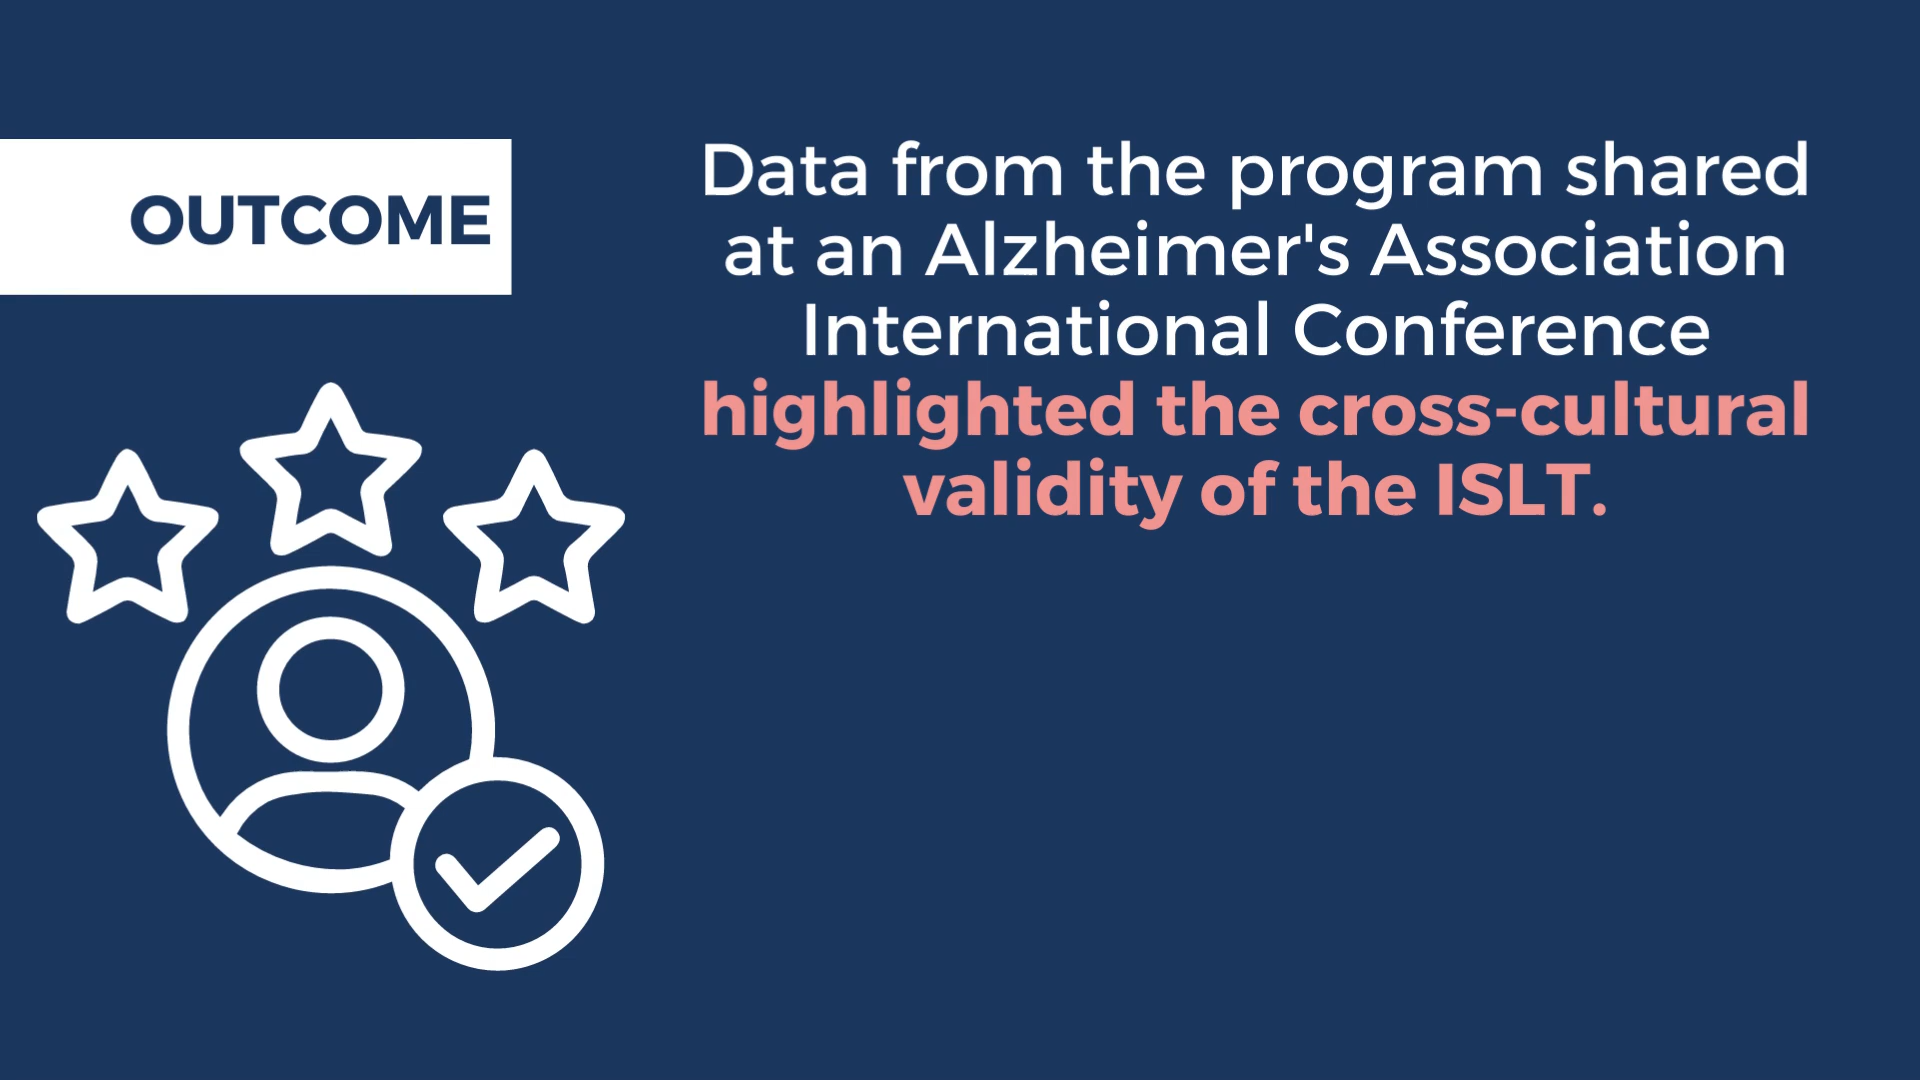 OUTCOME
Data from the program shared
at an Alzheimer's Association
International Conference
highlighted the cross-cultural
validity of the ISLT.